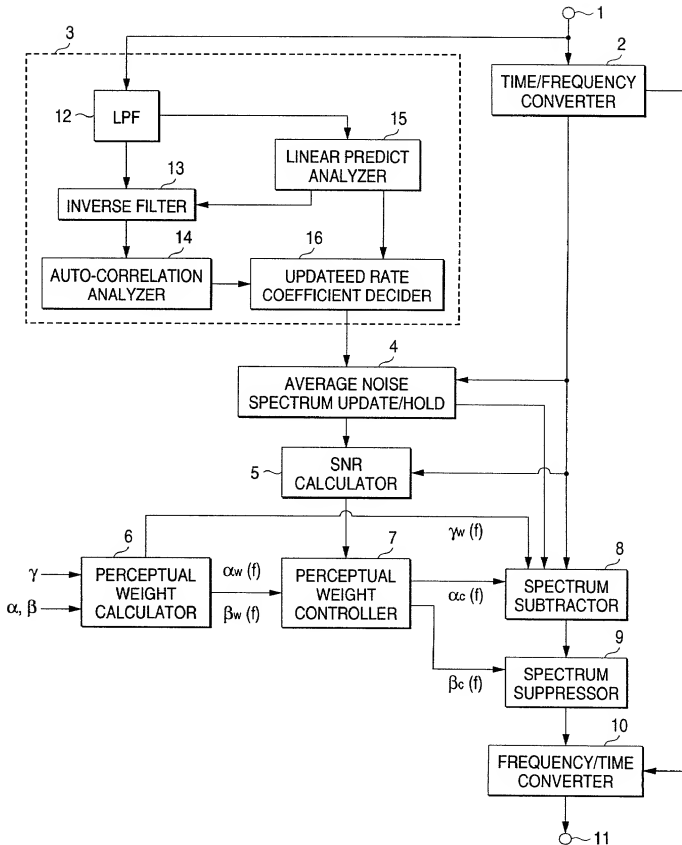 1
3
2
TIME/FREQUENCY
CONVERTER
12
LPF
15
LINEAR PREDICT
ANALYZER
13
INVERSE FILTER
14
AUTO-CORRELATION
ANALYZER
16
UPDATEED RATE
COEFFICIENT DECIDER
4
AVERAGE NOISE
SPECTRUM UPDATE/HOLD
5
SNR
CALCULATOR
γw (f)
6
γ
α, β
PERCEPTUAL
WEIGHT
CALCULATOR
αw (f)
βw (f)
7
PERCEPTUAL
WEIGHT
CONTROLLER
αc (f)
βc (f)
8
SPECTRUM
SUBTRACTOR
9
SPECTRUM
SUPPRESSOR
10
FREQUENCY/TIME
CONVERTER
11